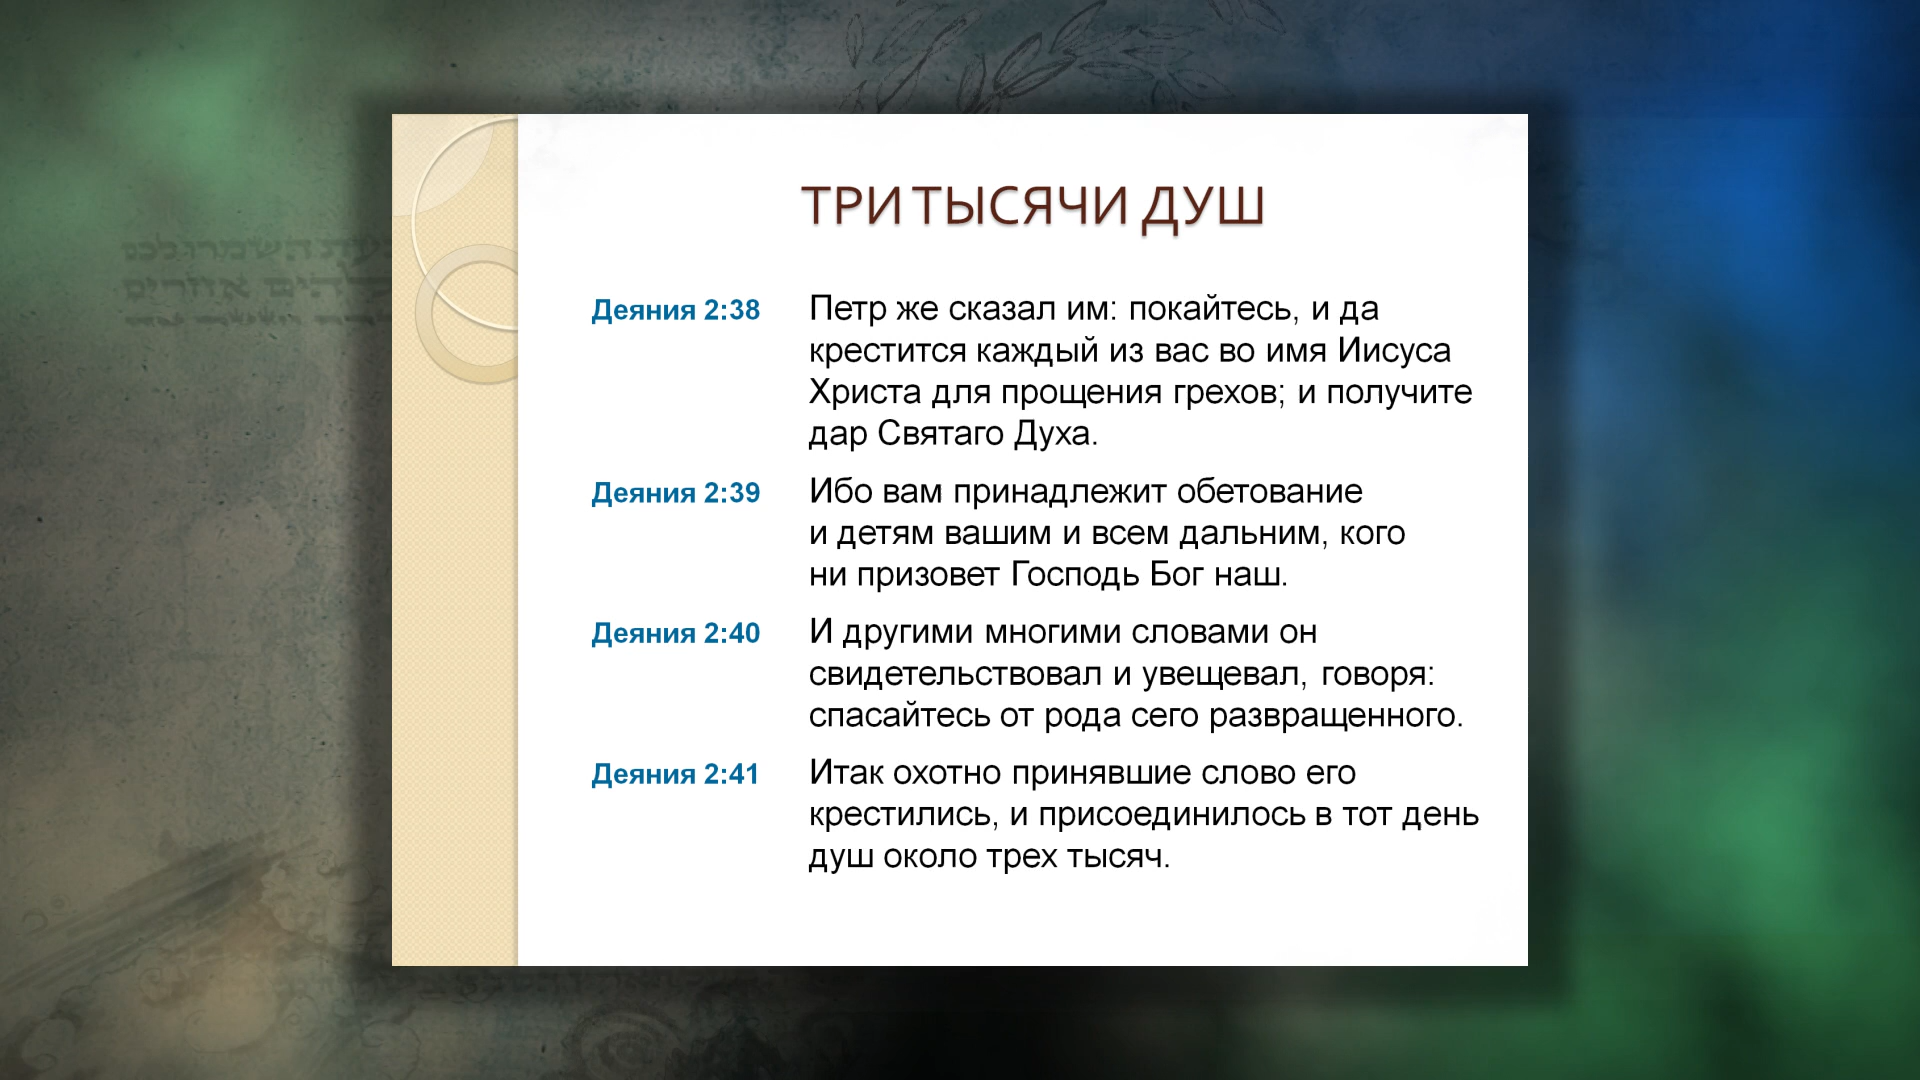 ТРИ ТЫСЯЧИ ДУШ
Деяния 2:38 Петр же сказал им: покайтесь, и да
крестится каждый из вас во имя Иисуса
Христа для прощения грехов; и получите
дар Святаго Духа.
Деяния 2:39 Ибо вам принадлежит обетование
и детям вашим и всем дальним, кого
ни призовет Господь Бог наш.
Деяния 2:40 И другими многими словами он
свидетельствовал и увещевал, говоря:
спасайтесь от рода сего развращенного.
Деяния 2:41 Итак охотно принявшие слово его
крестились, и присоединилось в тот день
душ около трех тысяч.